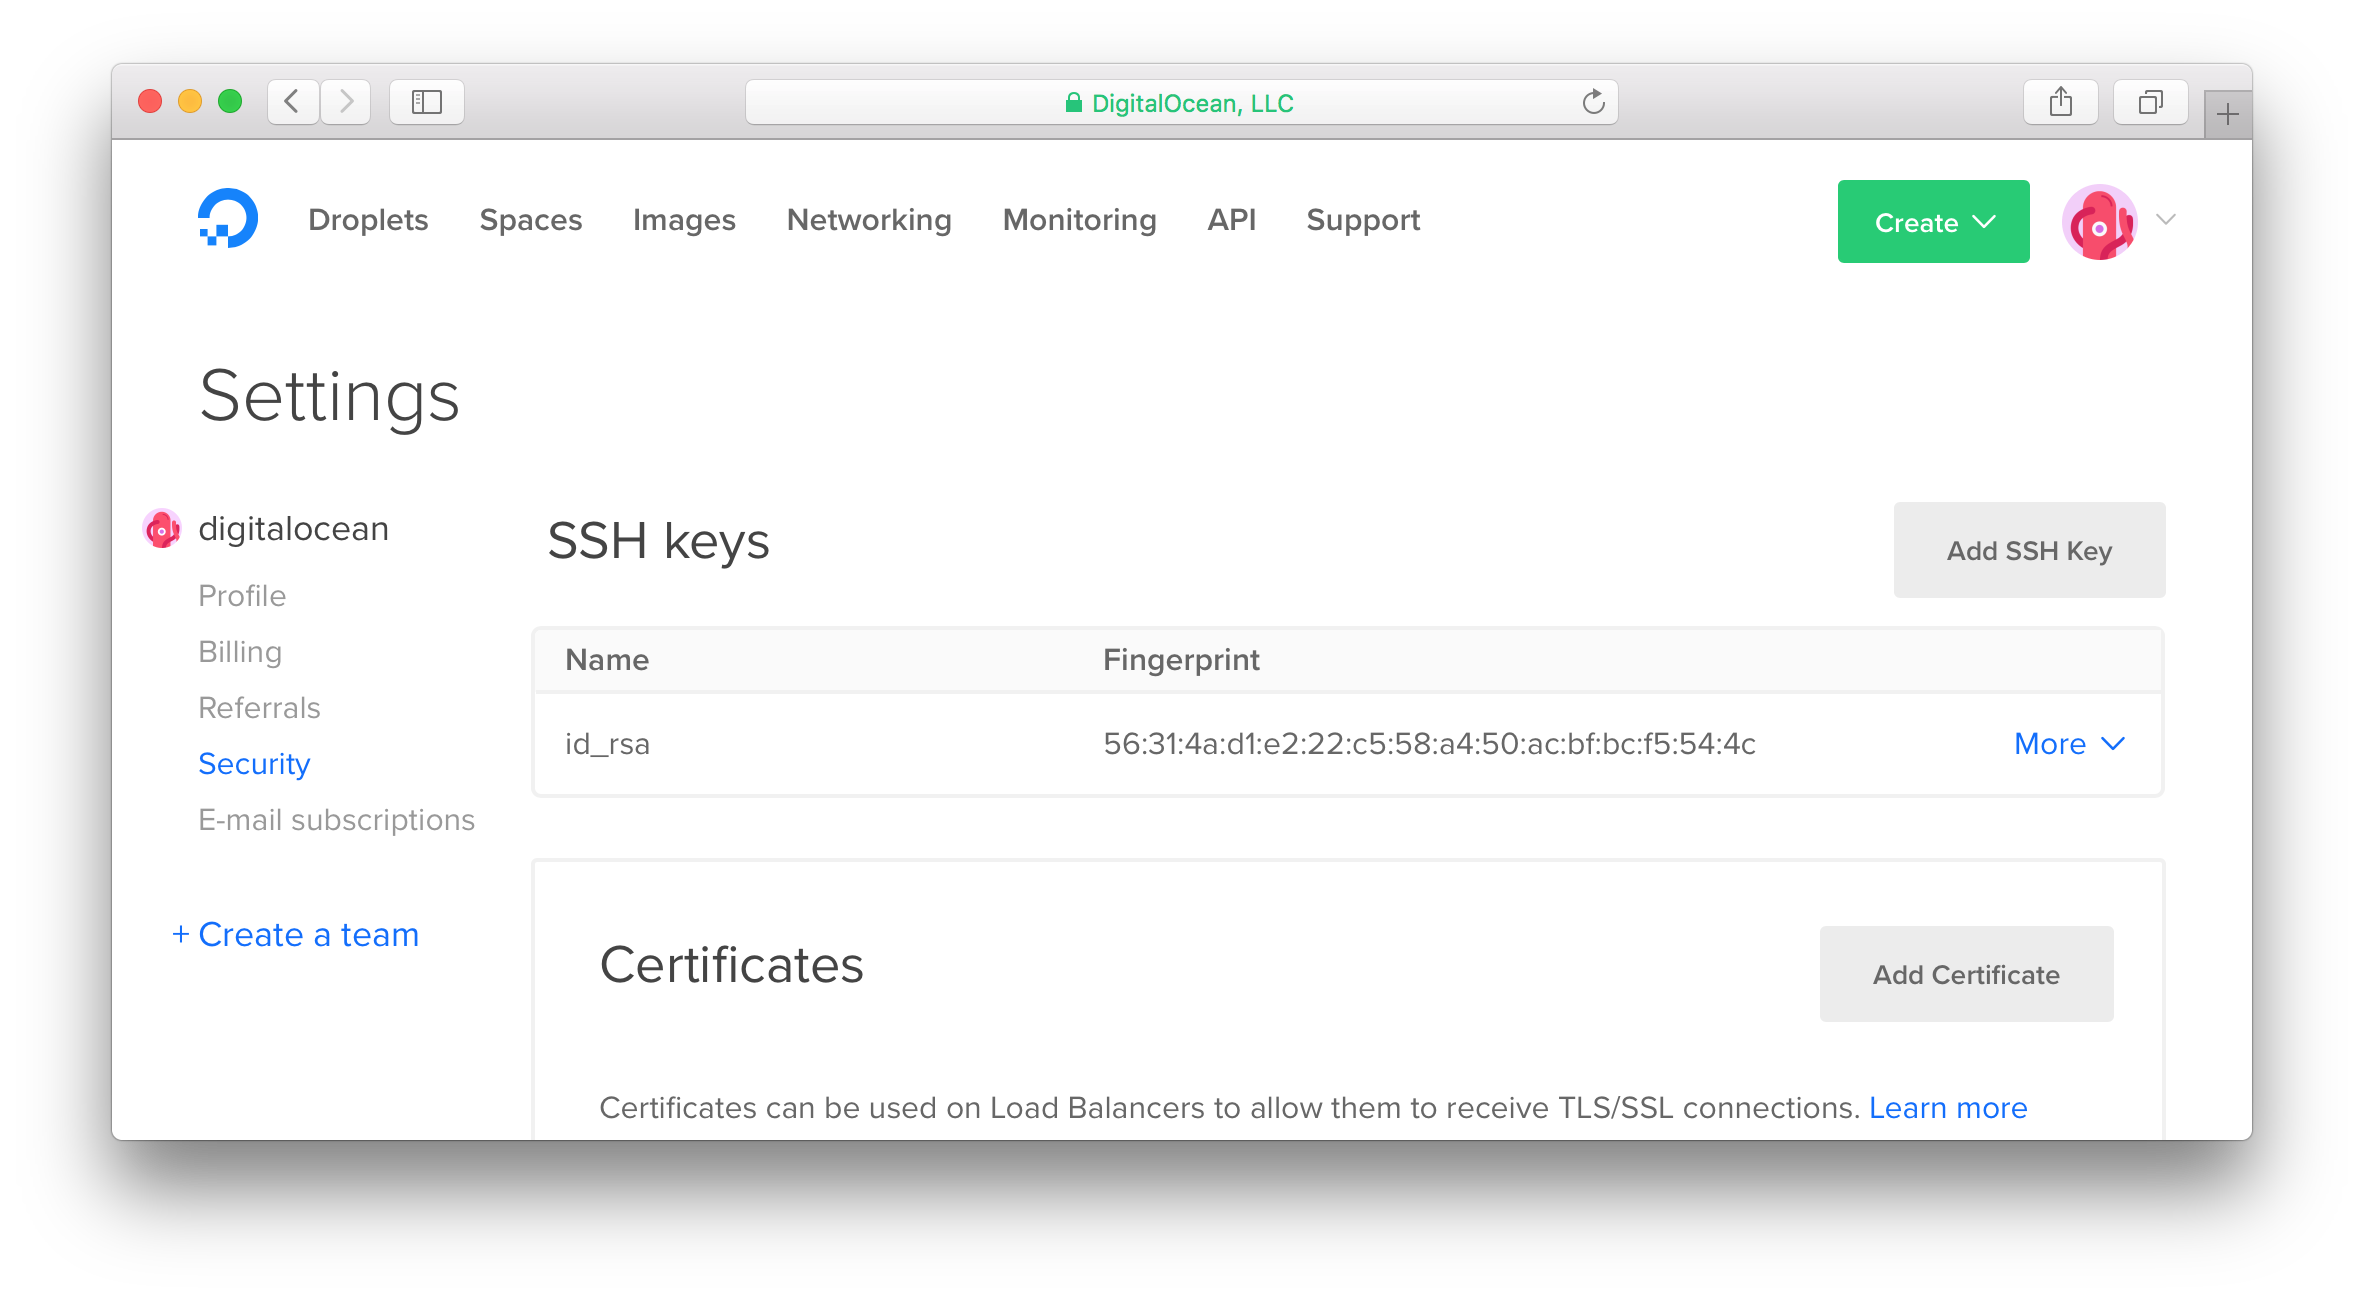 DigitalOcean, LLC
Droplets Spaces Images Networking Monitoring API Support Create
Settings
digitalocean
Profile
Billing
Referrals
Security
E-mail subscriptions
+ Create a team
SSH keys
Add SSH Key
Name Fingerprint
id_rsa 56:31:4a:d1:e2:22:c5:58:a4:50:ac:bf:bc:f5:54:4c More
Certificates
Add Certificate
Certificates can be used on Load Balancers to allow them to receive TLS/SSL connections. Learn more